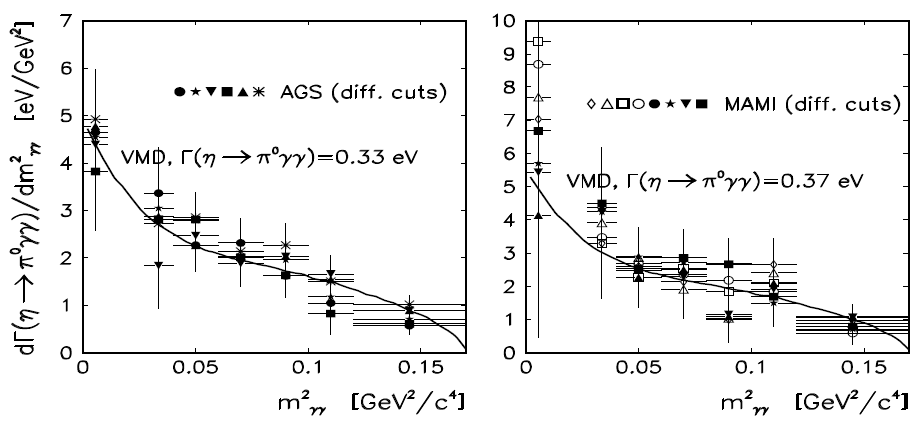 dΓ(η→π⁰γγ)/dm²γγ [eV/GeV²]
7
6
5
4
3
2
1
0
AGS (diff. cuts)
VMD, Γ(η→π⁰γγ)=0.33 eV
0 0.05 0.1 0.15
m²γγ [GeV²/c⁴]
10
9
8
7
6
5
4
3
2
1
0
MAMI (diff. cuts)
VMD, Γ(η→π⁰γγ)=0.37 eV
0 0.05 0.1 0.15
m²γγ [GeV²/c⁴]